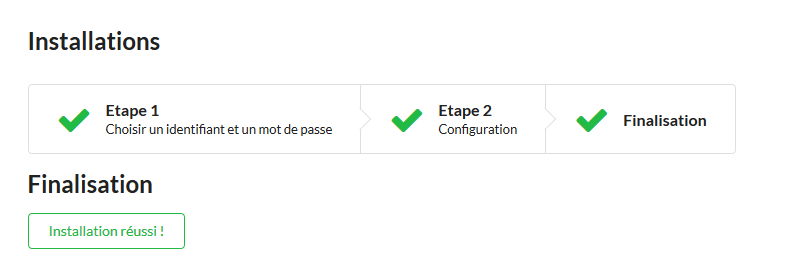 Installations
Etape 1
Choisir un identifiant et un mot de passe
Etape 2
Configuration
Finalisation
Finalisation
Installation réussi !